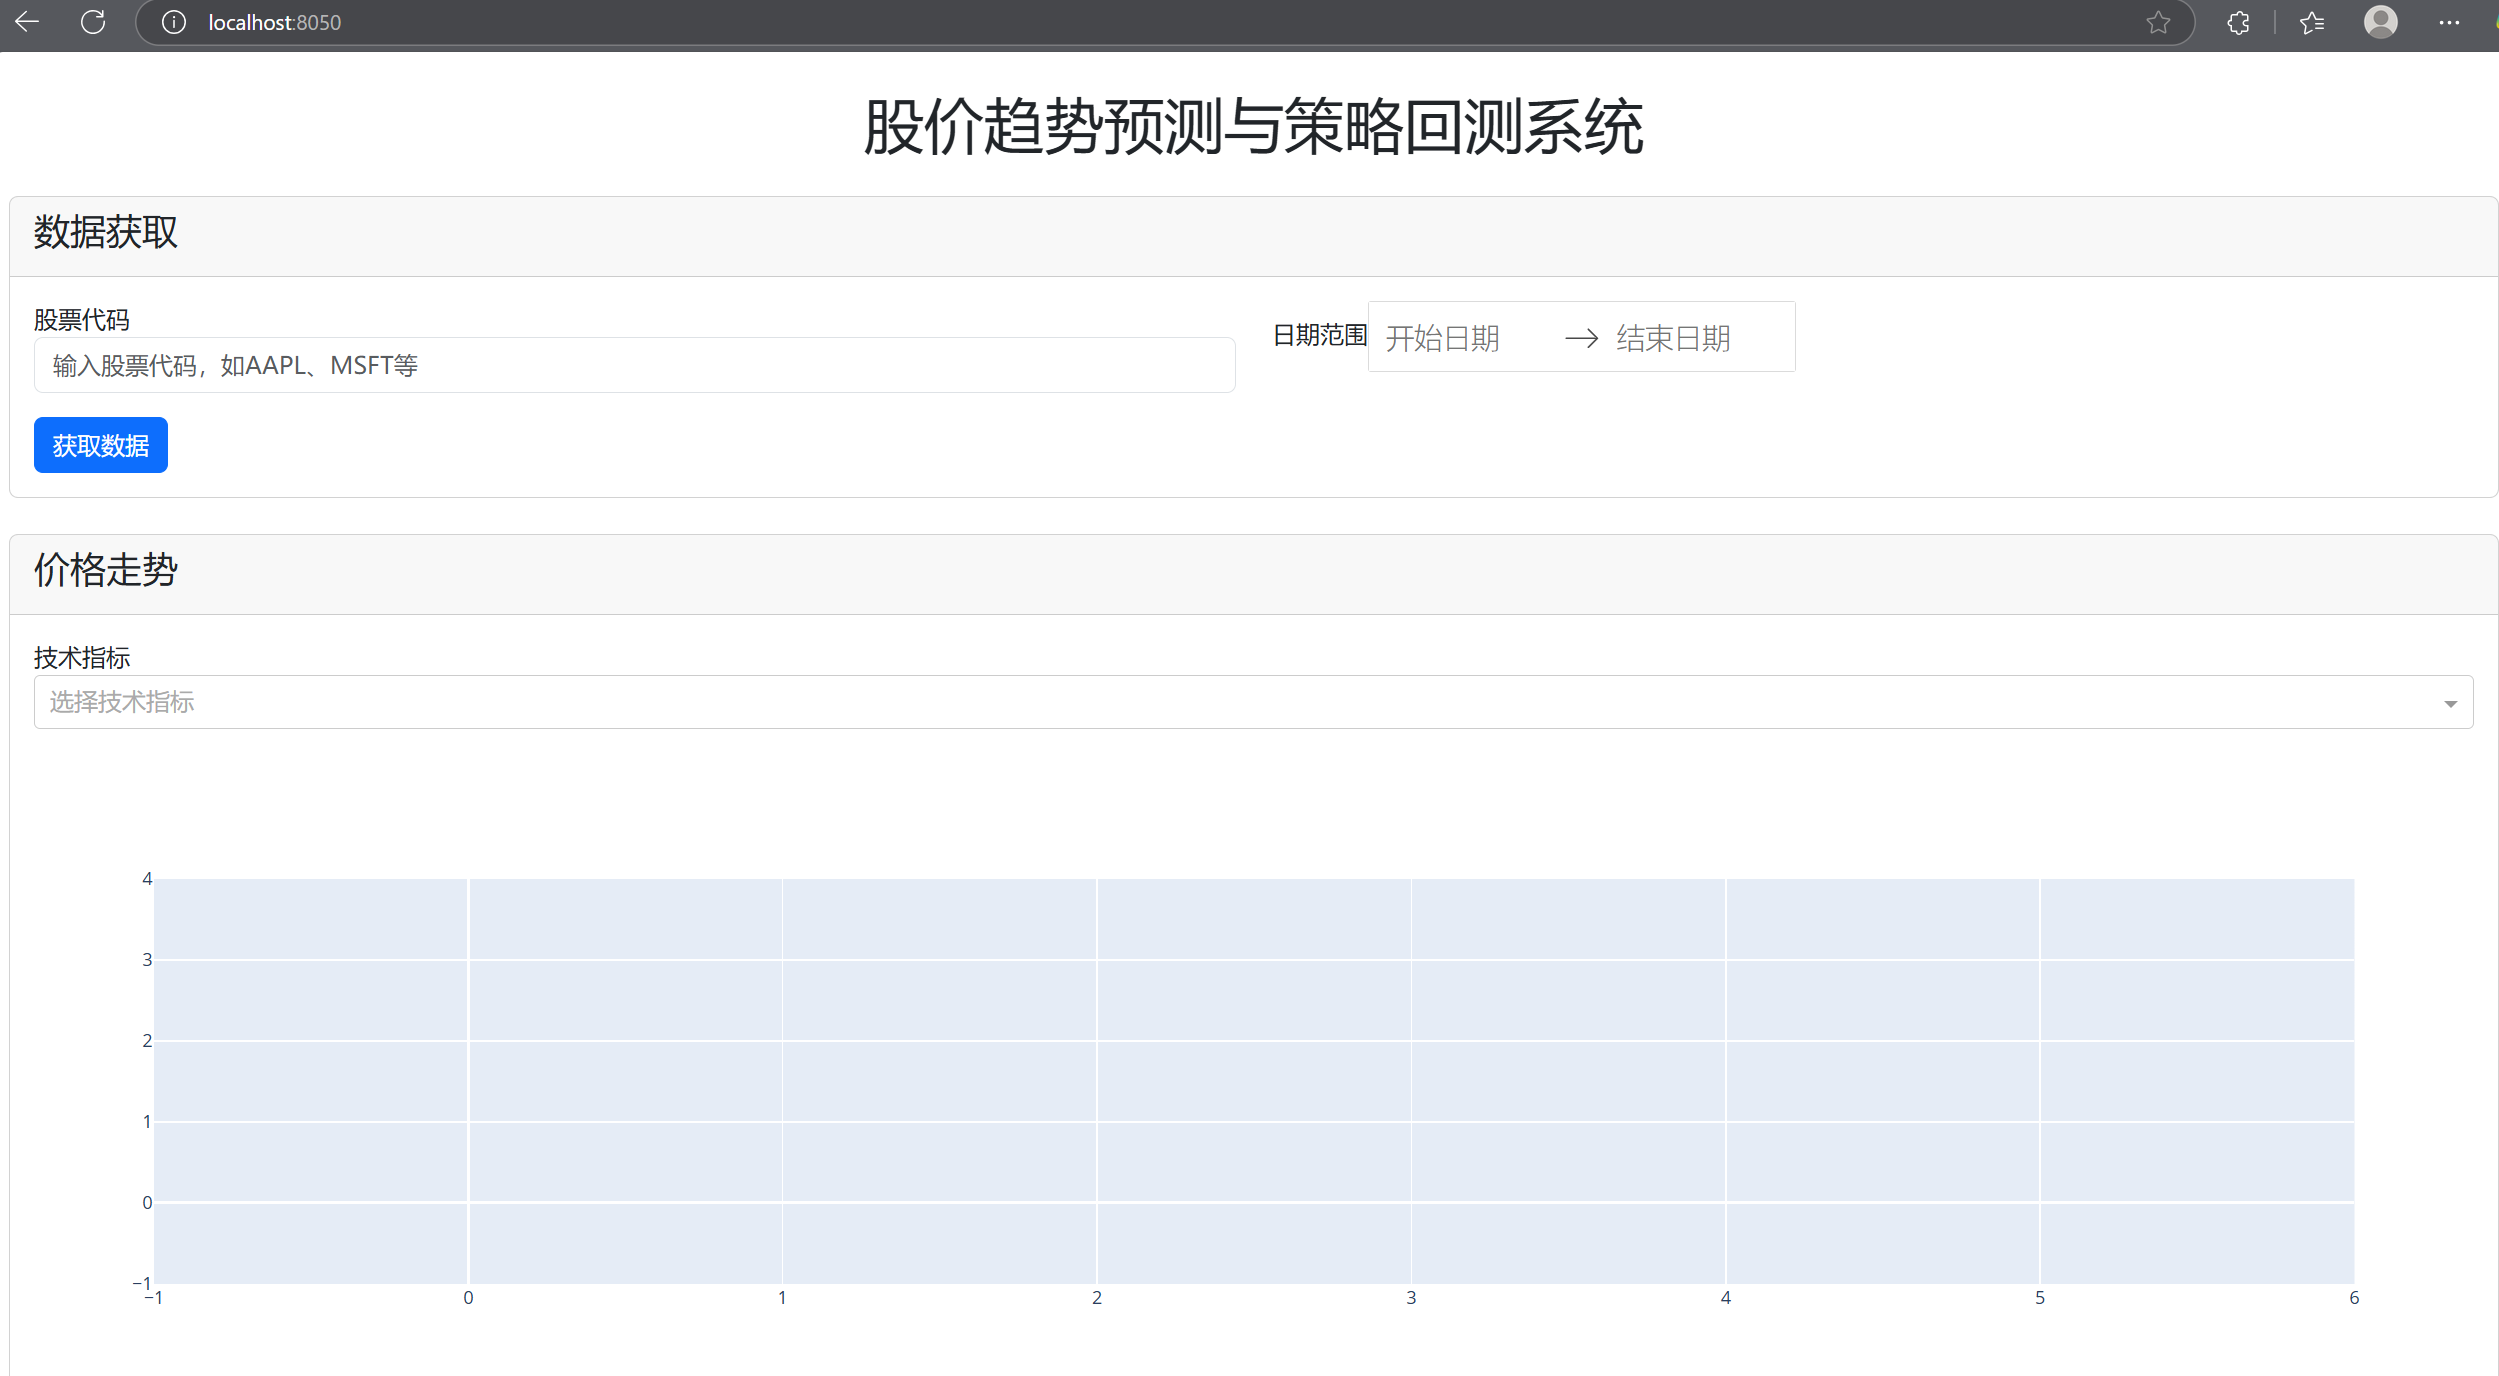 localhost:8050
股价趋势预测与策略回测系统
数据获取
股票代码
输入股票代码，如AAPL、MSFT等
日期范围 开始日期 → 结束日期
获取数据
价格走势
技术指标
选择技术指标
4
3
2
1
0
−1
−1 0 1 2 3 4 5 6